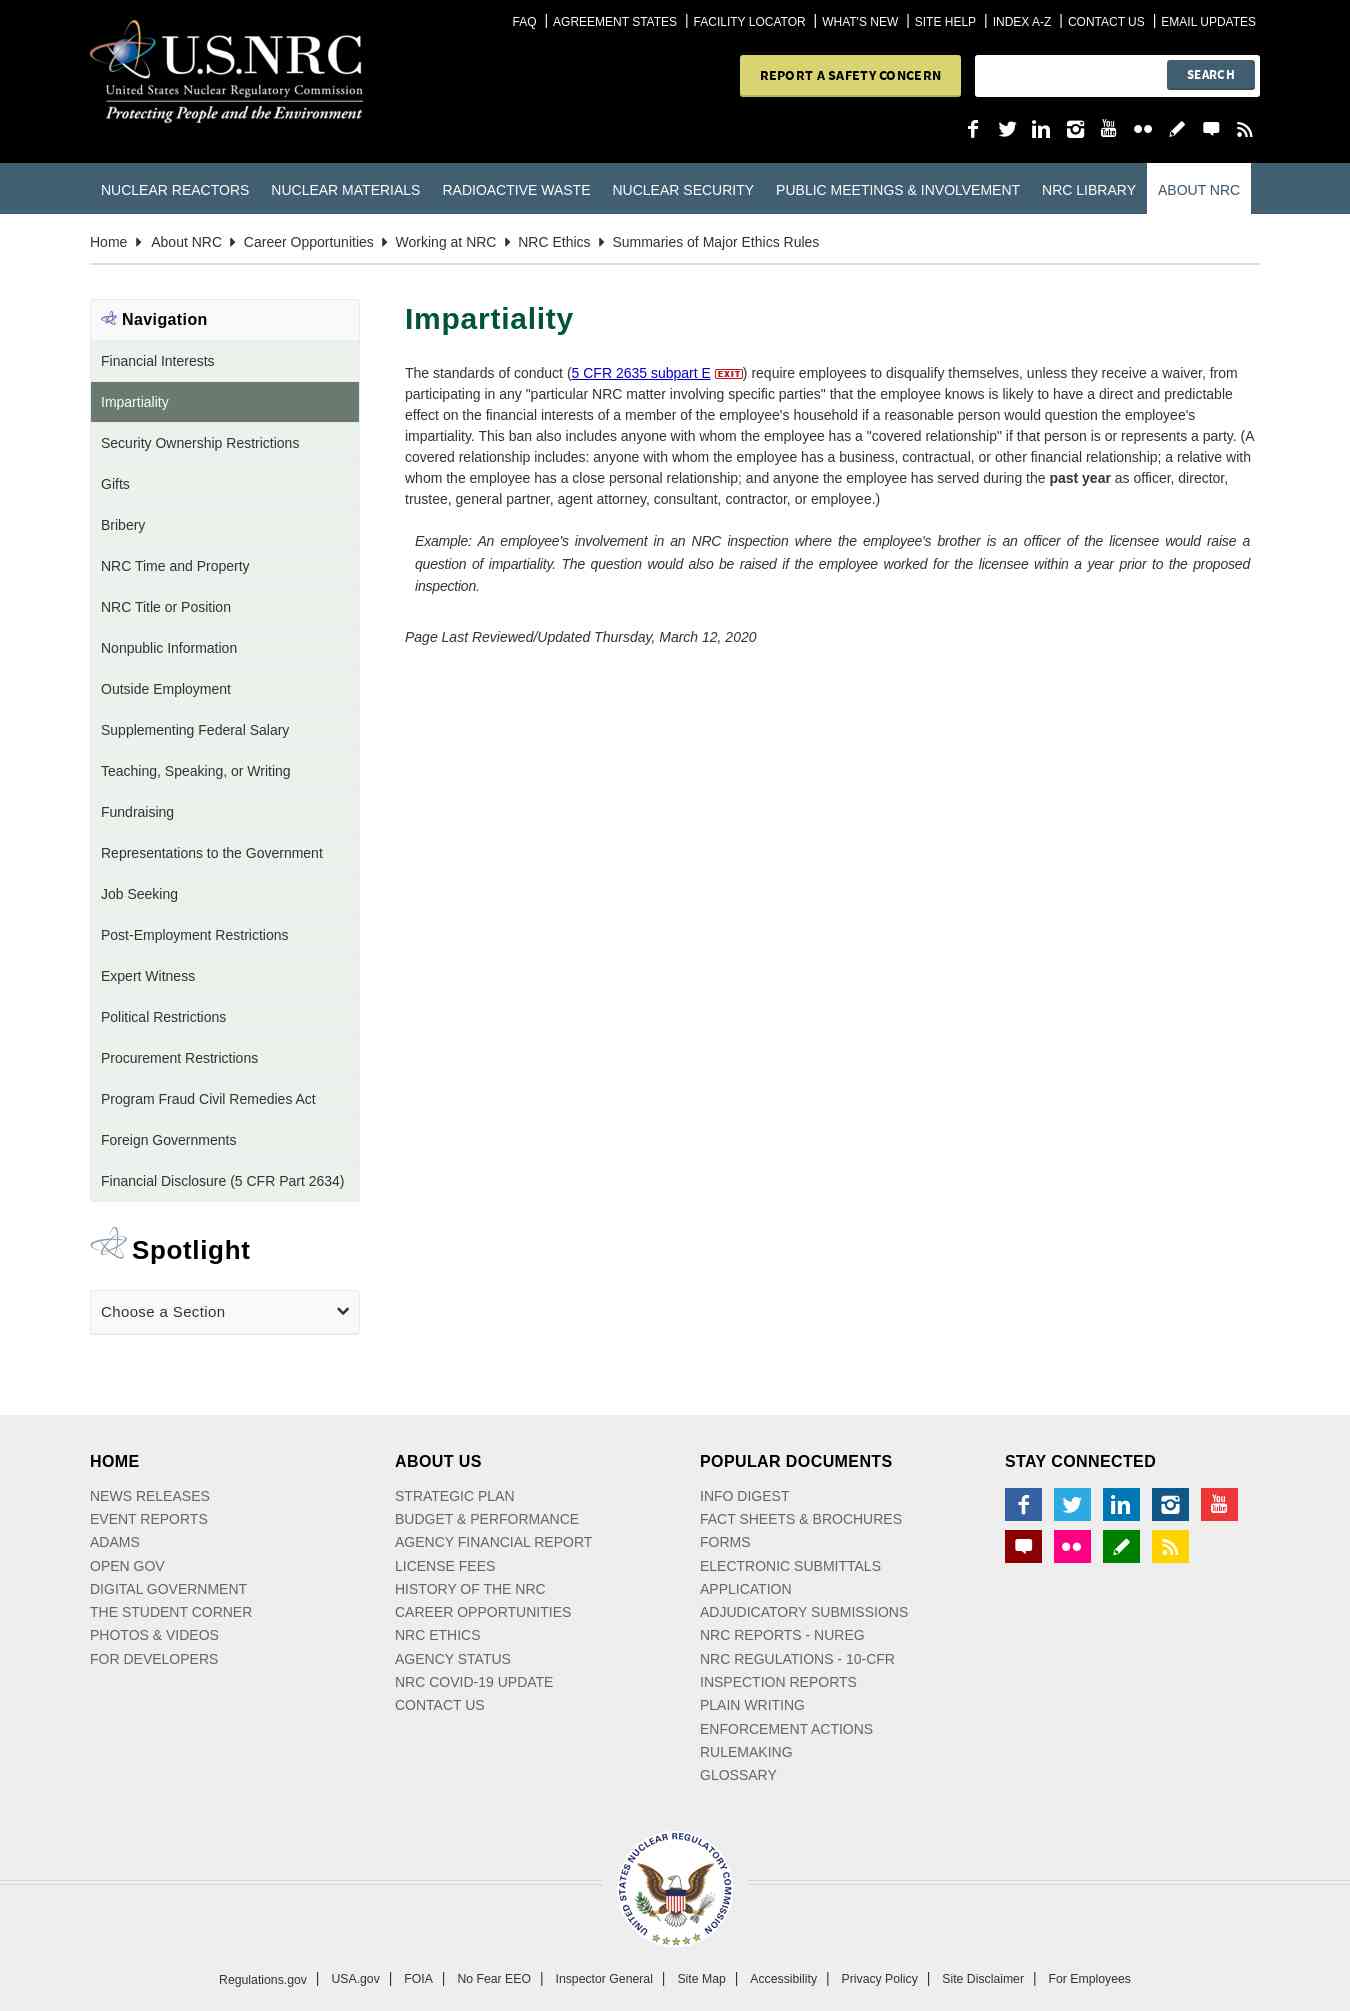 FAQ | AGREEMENT STATES | FACILITY LOCATOR | WHAT'S NEW | SITE HELP | INDEX A-Z | CONTACT US | EMAIL UPDATES
U.S.NRC
United States Nuclear Regulatory Commission
Protecting People and the Environment
REPORT A SAFETY CONCERN
SEARCH
You Tube
NUCLEAR REACTORS NUCLEAR MATERIALS RADIOACTIVE WASTE NUCLEAR SECURITY PUBLIC MEETINGS & INVOLVEMENT NRC LIBRARY ABOUT NRC
Home About NRC Career Opportunities Working at NRC NRC Ethics Summaries of Major Ethics Rules
Navigation
Financial Interests
Impartiality
Security Ownership Restrictions
Gifts
Bribery
NRC Time and Property
NRC Title or Position
Nonpublic Information
Outside Employment
Supplementing Federal Salary
Teaching, Speaking, or Writing
Fundraising
Representations to the Government
Job Seeking
Post-Employment Restrictions
Expert Witness
Political Restrictions
Procurement Restrictions
Program Fraud Civil Remedies Act
Foreign Governments
Financial Disclosure (5 CFR Part 2634)
Spotlight
Choose a Section
Impartiality
The standards of conduct (5 CFR 2635 subpart E EXIT) require employees to disqualify themselves, unless they receive a waiver, from
participating in any "particular NRC matter involving specific parties" that the employee knows is likely to have a direct and predictable
effect on the financial interests of a member of the employee's household if a reasonable person would question the employee's
impartiality. This ban also includes anyone with whom the employee has a "covered relationship" if that person is or represents a party. (A
covered relationship includes: anyone with whom the employee has a business, contractual, or other financial relationship; a relative with
whom the employee has a close personal relationship; and anyone the employee has served during the past year as officer, director,
trustee, general partner, agent attorney, consultant, contractor, or employee.)
Example: An employee's involvement in an NRC inspection where the employee's brother is an officer of the licensee would raise a
question of impartiality. The question would also be raised if the employee worked for the licensee within a year prior to the proposed
inspection.
Page Last Reviewed/Updated Thursday, March 12, 2020
HOME
NEWS RELEASES
EVENT REPORTS
ADAMS
OPEN GOV
DIGITAL GOVERNMENT
THE STUDENT CORNER
PHOTOS & VIDEOS
FOR DEVELOPERS
ABOUT US
STRATEGIC PLAN
BUDGET & PERFORMANCE
AGENCY FINANCIAL REPORT
LICENSE FEES
HISTORY OF THE NRC
CAREER OPPORTUNITIES
NRC ETHICS
AGENCY STATUS
NRC COVID-19 UPDATE
CONTACT US
POPULAR DOCUMENTS
INFO DIGEST
FACT SHEETS & BROCHURES
FORMS
ELECTRONIC SUBMITTALS
APPLICATION
ADJUDICATORY SUBMISSIONS
NRC REPORTS - NUREG
NRC REGULATIONS - 10-CFR
INSPECTION REPORTS
PLAIN WRITING
ENFORCEMENT ACTIONS
RULEMAKING
GLOSSARY
STAY CONNECTED
You Tube
UNITED STATES NUCLEAR REGULATORY COMMISSION
Regulations.gov | USA.gov | FOIA | No Fear EEO | Inspector General | Site Map | Accessibility | Privacy Policy | Site Disclaimer | For Employees